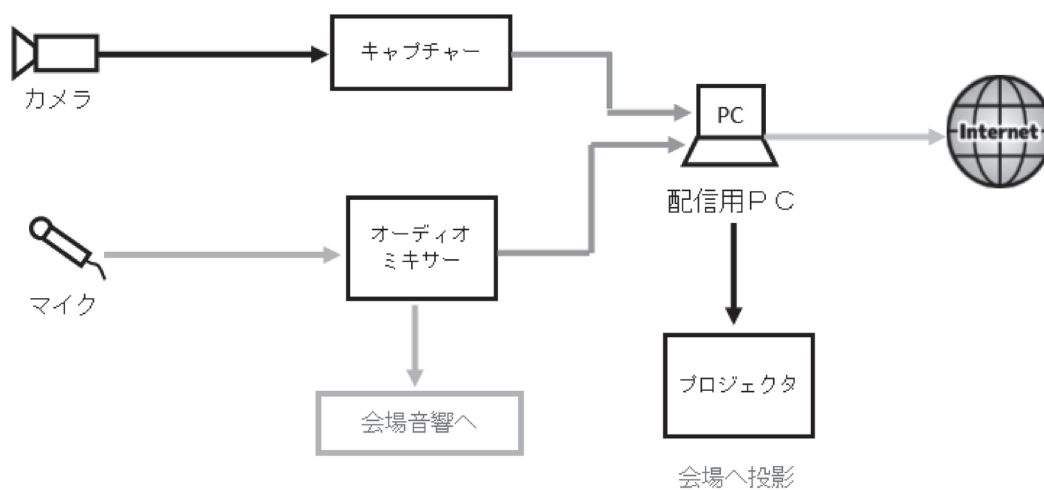 カメラ
キャプチャー
PC
Internet
配信用ＰＣ
マイク
オーディオ
ミキサー
会場音響へ
プロジェクタ
会場へ投影